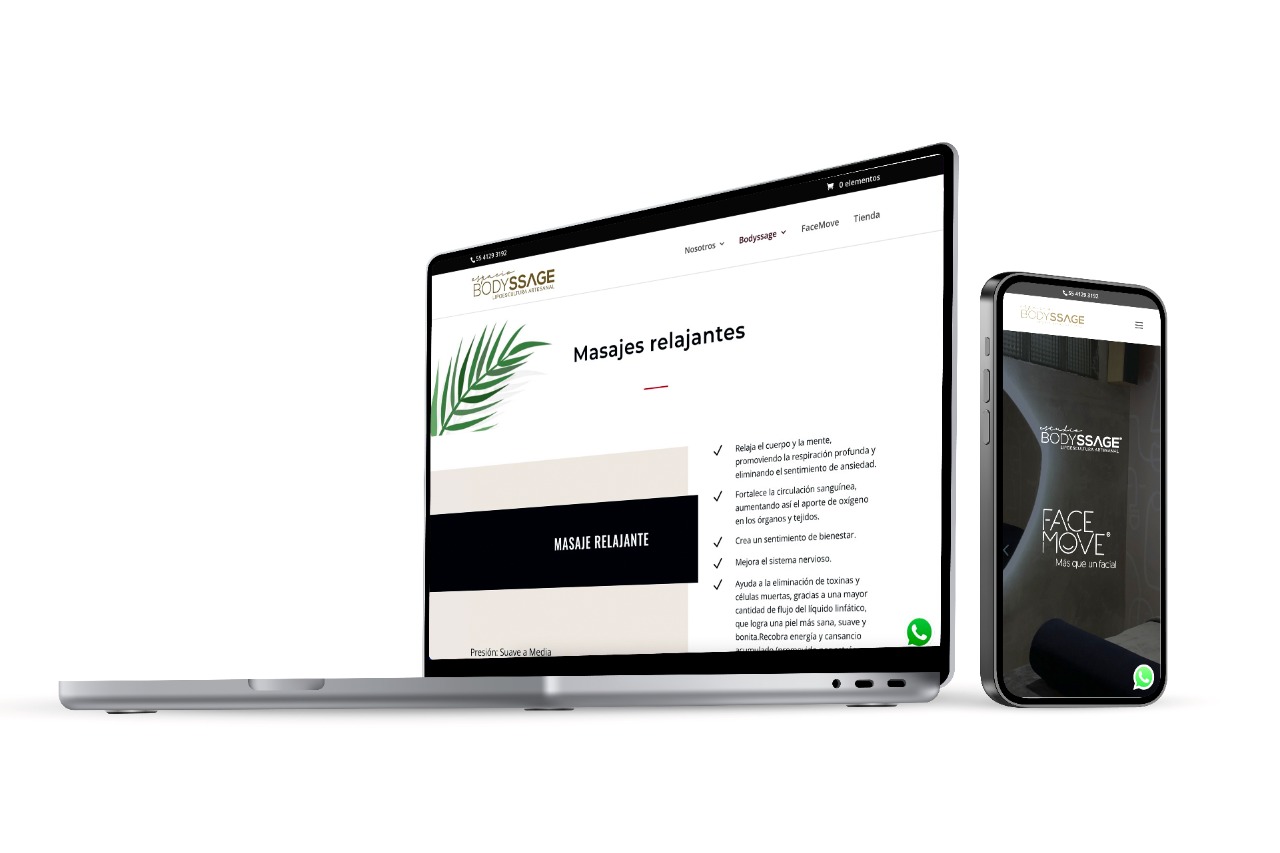 0 elementos
55 4129 3192
Nosotros
Bodyssage
FaceMove
Tienda
espacio
BODYSSAGE
LIPOESCULTURA ARTESANAL
Masajes relajantes
MASAJE RELAJANTE
Presión: Suave a Media
Relaja el cuerpo y la mente,
promoviendo la respiración profunda y
eliminando el sentimiento de ansiedad.
Fortalece la circulación sanguínea,
aumentando así el aporte de oxígeno
en los órganos y tejidos.
Crea un sentimiento de bienestar.
Mejora el sistema nervioso.
Ayuda a la eliminación de toxinas y
células muertas, gracias a una mayor
cantidad de flujo del líquido linfático,
que logra una piel más sana, suave y
bonita.Recobra energía y cansancio
55 4129 3192
BODYSSAGE
estudio
BODYSSAGE®
LIPOESCULTURA ARTESANAL
FACE
MOVE®
Más que un facial